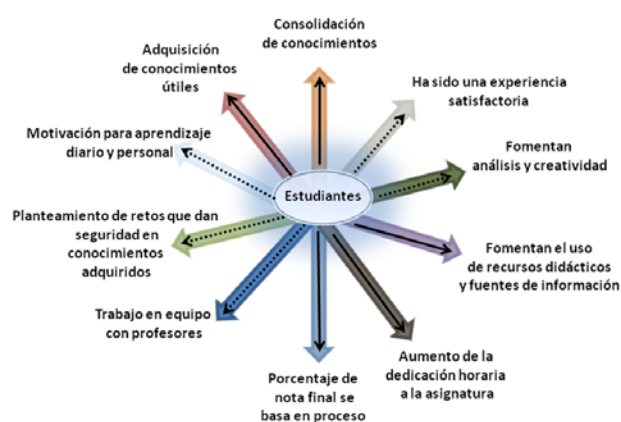 Consolidación
de conocimientos
Adquisición
de conocimientos
útiles
Ha sido una experiencia
satisfactoria
Motivación para aprendizaje
diario y personal
Fomentan
análisis y creatividad
Estudiantes
Planteamiento de retos que dan
seguridad en
conocimientos
adquiridos
Fomentan el uso
de recursos didácticos
y fuentes de información
Trabajo en equipo
con profesores
Aumento de la
dedicación horaria
a la asignatura
Porcentaje de
nota final se
basa en proceso